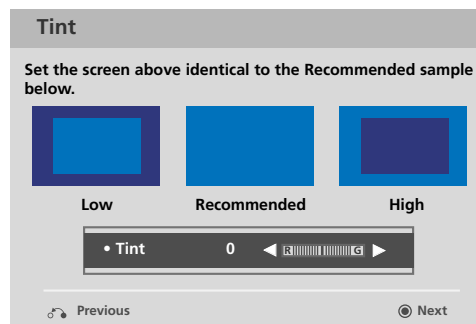 Tint
Set the screen above identical to the Recommended sample
below.
Low Recommended High
• Tint 0 ◀ R G ▶
Previous Next